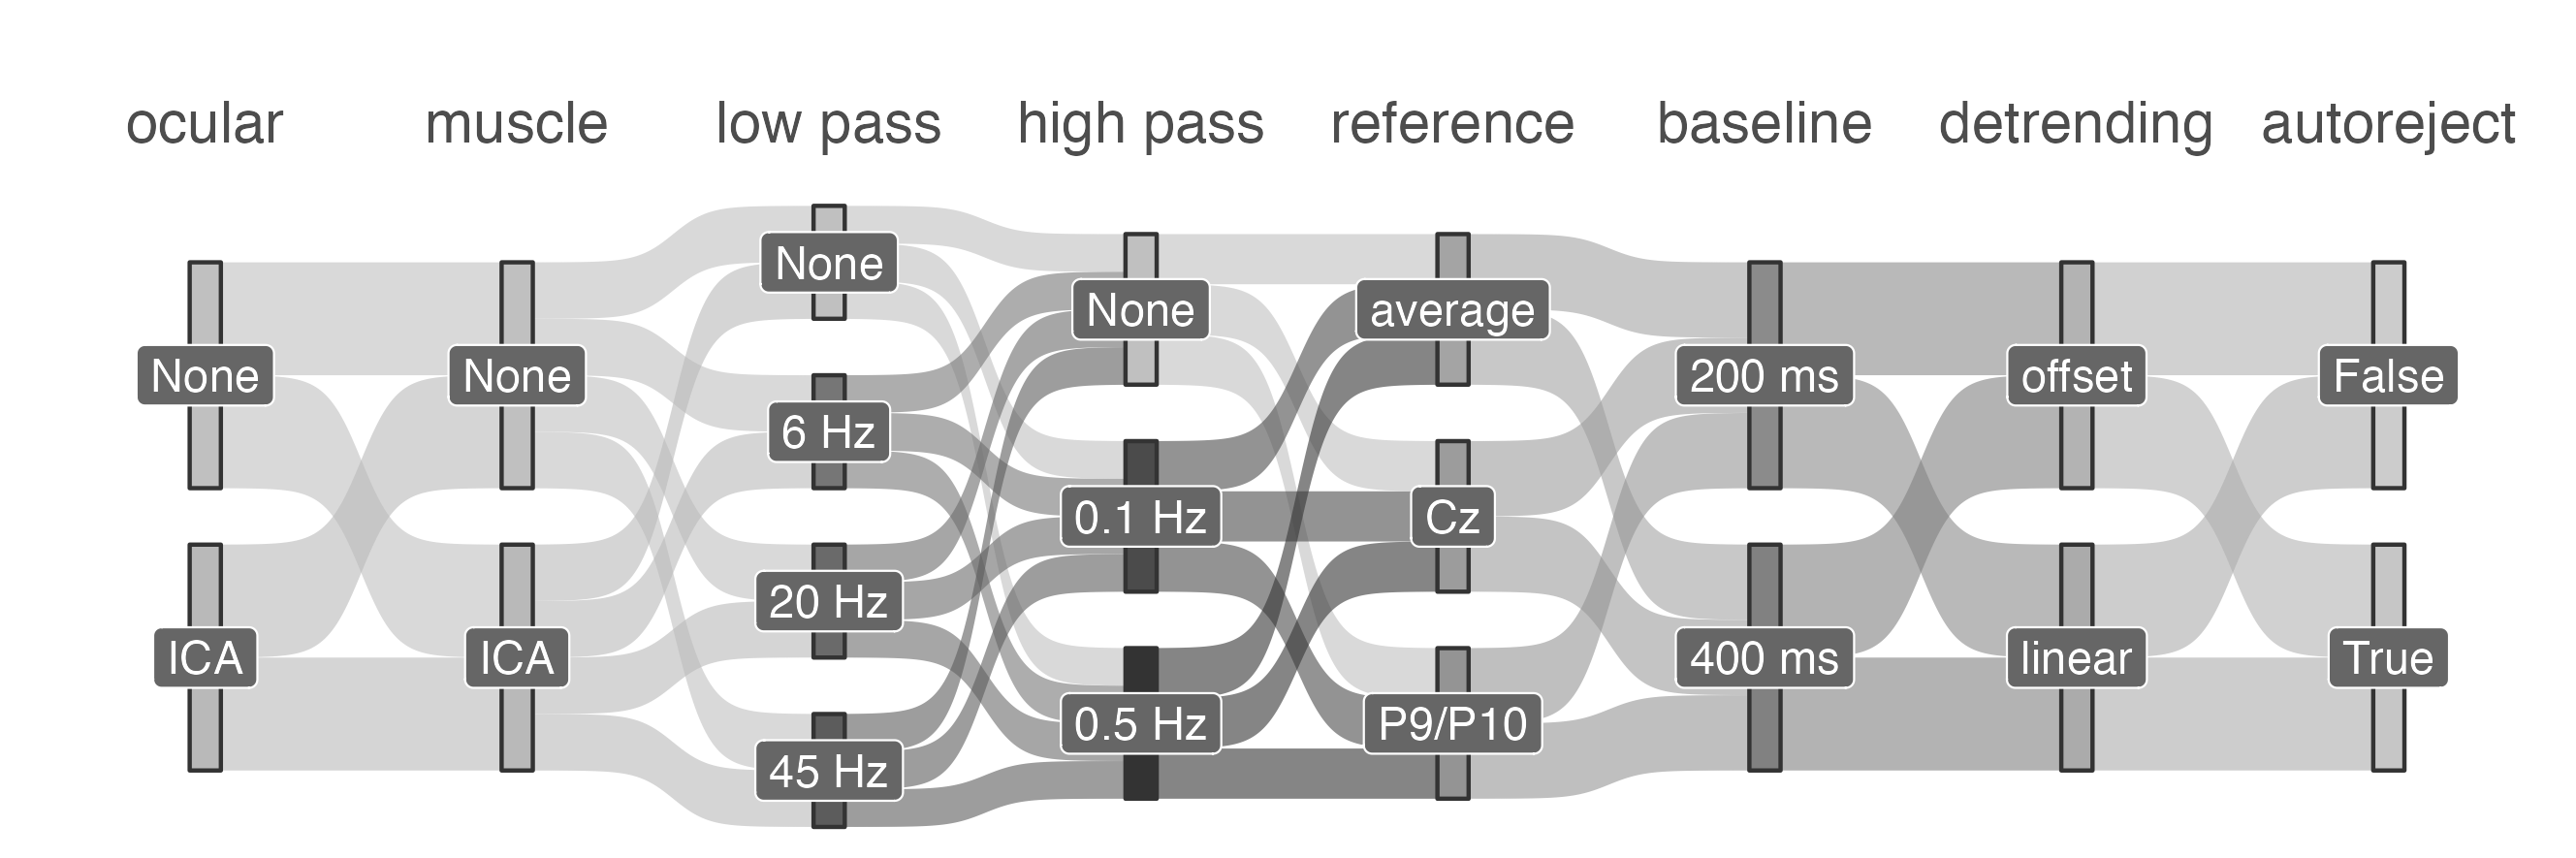 ocular muscle low pass high pass reference baseline detrending autoreject
None
None average
None None 200 ms offset False
6 Hz
0.1 Hz Cz
20 Hz
ICA ICA 400 ms linear True
0.5 Hz P9/P10
45 Hz